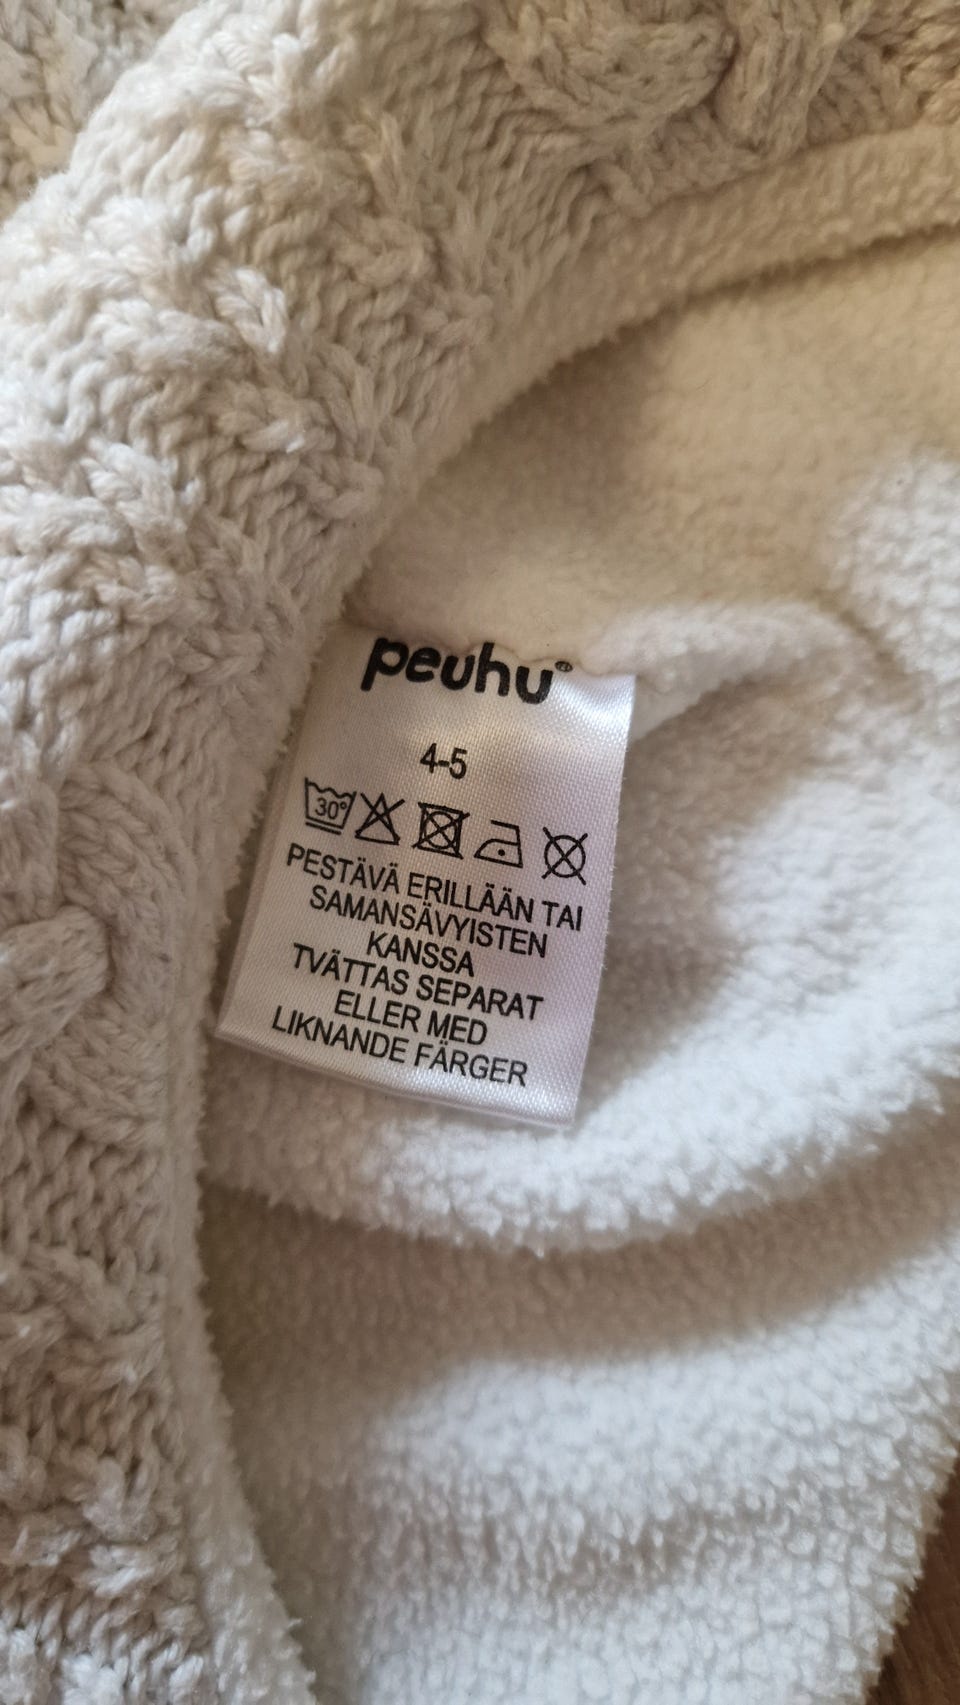 peuhu®
4-5
30°
PESTÄVÄ ERILLÄÄN TAI
SAMANSÄVYISTEN
KANSSA
TVÄTTAS SEPARAT
ELLER MED
LIKNANDE FÄRGER